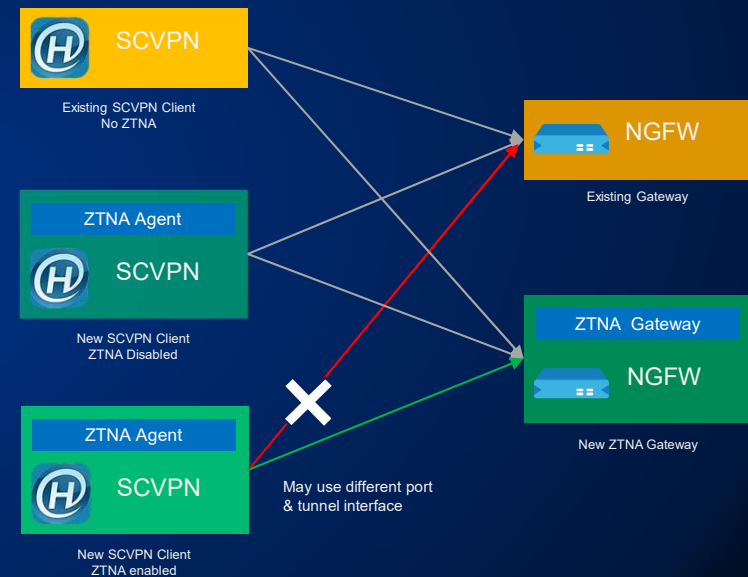 SCVPN
Existing SCVPN Client
No ZTNA
NGFW
Existing Gateway
ZTNA Agent
SCVPN
New SCVPN Client
ZTNA Disabled
ZTNA Gateway
NGFW
New ZTNA Gateway
ZTNA Agent
SCVPN
New SCVPN Client
ZTNA enabled
May use different port
& tunnel interface